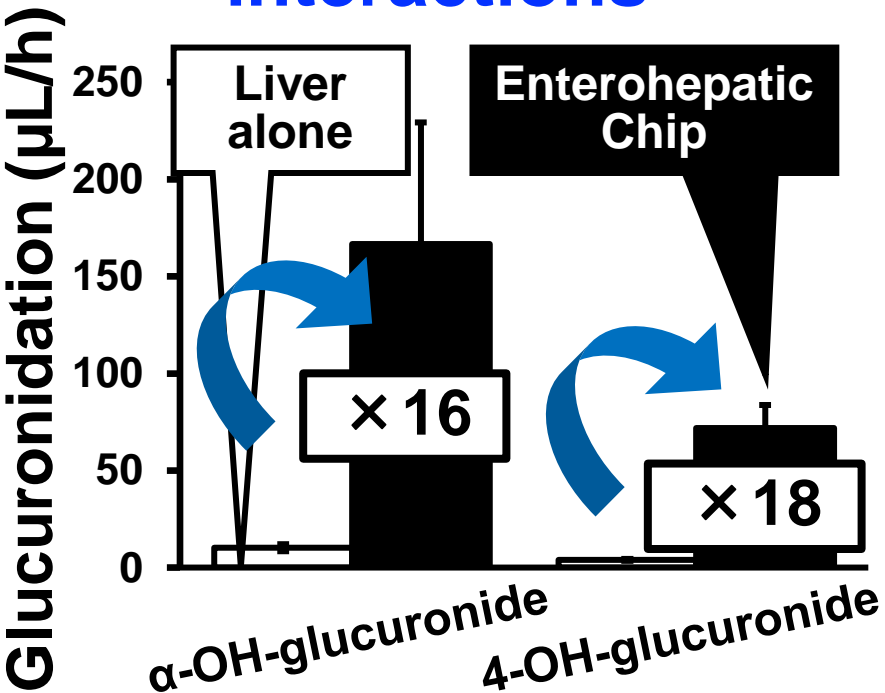 interactions
Glucuronidation (μL/h)
250
200
150
100
50
0
Liver
alone
Enterohepatic
Chip
×16
×18
α-OH-glucuronide
4-OH-glucuronide